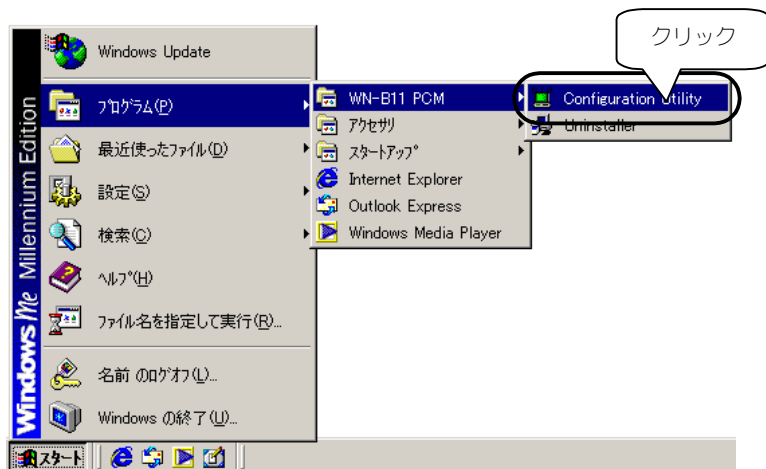 クリック
Windows Update
ﾌﾟﾛｸﾞﾗﾑ(P)
最近使ったﾌｧｲﾙ(D)
設定(S)
検索(C)
ﾍﾙﾌﾟ(H)
ﾌｧｲﾙ名を指定して実行(R)...
名前 のﾛｸﾞｵﾌ(L)...
Windows の終了(U)...
Windows Me Millennium Edition
WN-B11 PCM
ｱｸｾｻﾘ
ｽﾀｰﾄｱｯﾌﾟ
Internet Explorer
Outlook Express
Windows Media Player
Configuration Utility
Uninstaller
ｽﾀｰﾄ